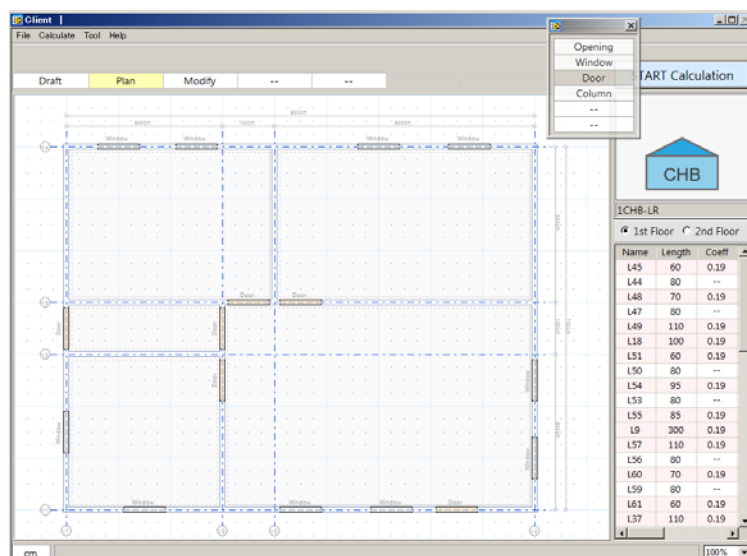 Client
File Calculate Tool Help
Draft Plan Modify -- --
Opening
Window
Door
Column
--
--
START Calculation
CHB
1CHB-LR
1st Floor 2nd Floor
Name Length Coeff
L45 60 0.19
L44 80 --
L48 70 0.19
L47 80 --
L49 110 0.19
L18 100 0.19
L51 60 0.19
L50 80 --
L54 95 0.19
L53 80 --
L55 85 0.19
L9 300 0.19
L57 110 0.19
L56 80 --
L60 70 0.19
L59 80 --
L61 60 0.19
L37 110 0.19
Window Window Window Window
Door Door
Door Door
Door
Window
Window
Window
Window Window Window Door
cm
100%